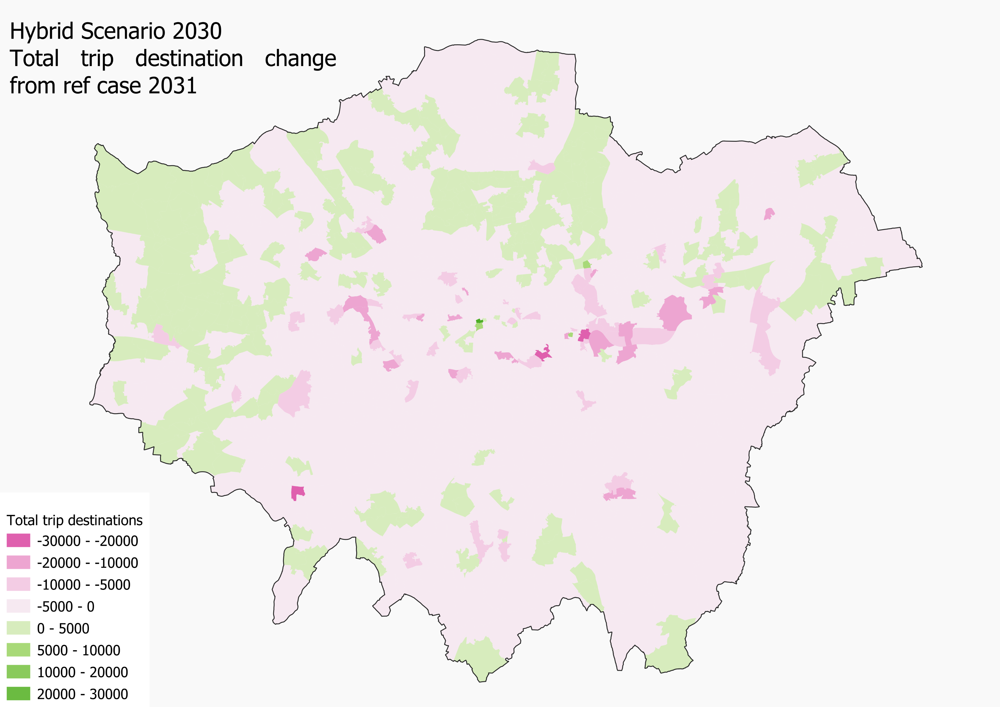 Hybrid Scenario 2030
Total trip destination change
from ref case 2031
Total trip destinations
-30000 - -20000
-20000 - -10000
-10000 - -5000
-5000 - 0
0 - 5000
5000 - 10000
10000 - 20000
20000 - 30000